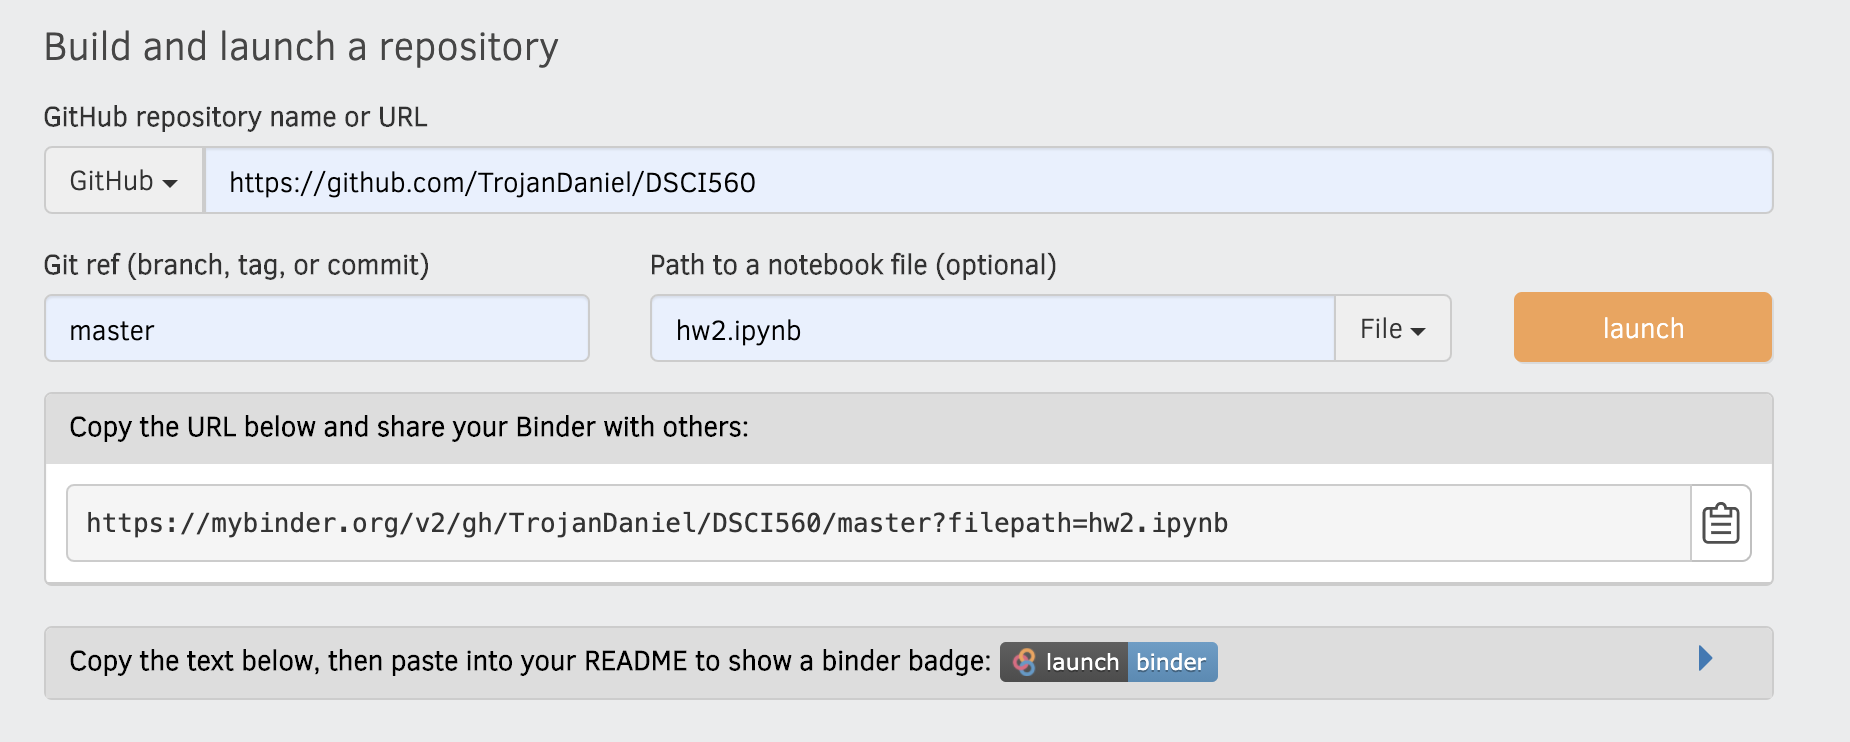 Build and launch a repository
GitHub repository name or URL
GitHub
https://github.com/TrojanDaniel/DSCI560
Git ref (branch, tag, or commit)
Path to a notebook file (optional)
master
hw2.ipynb
File
launch
Copy the URL below and share your Binder with others:
https://mybinder.org/v2/gh/TrojanDaniel/DSCI560/master?filepath=hw2.ipynb
Copy the text below, then paste into your README to show a binder badge: launch binder